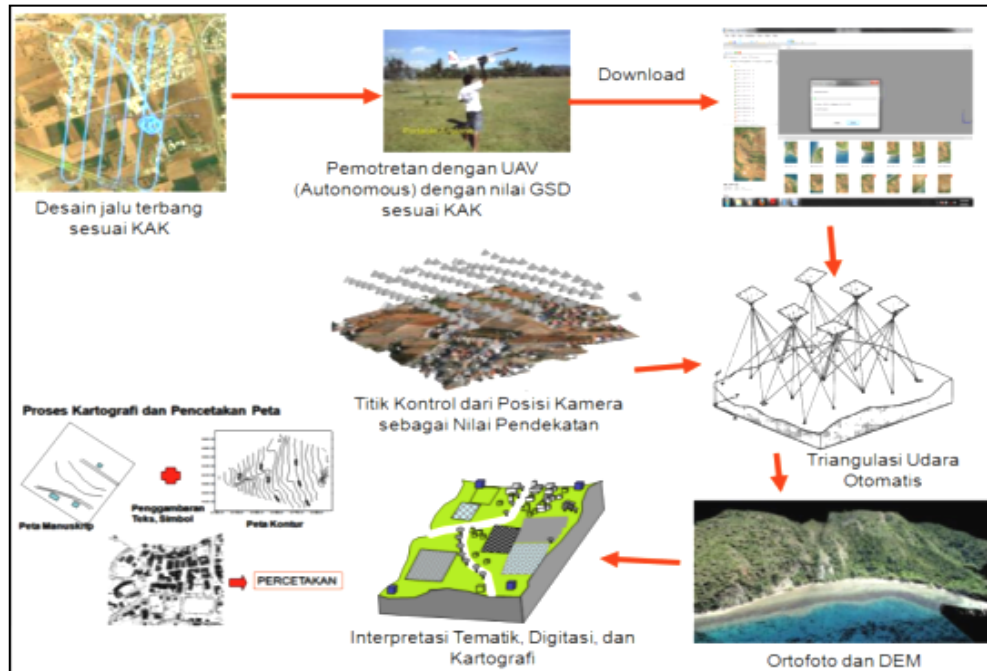 Desain jalu terbang
sesuai KAK
Pemotretan dengan UAV
(Autonomous) dengan nilai GSD
sesuai KAK
Download
Titik Kontrol dari Posisi Kamera
sebagai Nilai Pendekatan
Triangulasi Udara
Otomatis
Proses Kartografi dan Pencetakan Peta
Peta Manuskrip
Penggambaran
Teks, Simbol
Peta Kontur
PERCETAKAN
Interpretasi Tematik, Digitasi, dan
Kartografi
Ortofoto dan DEM